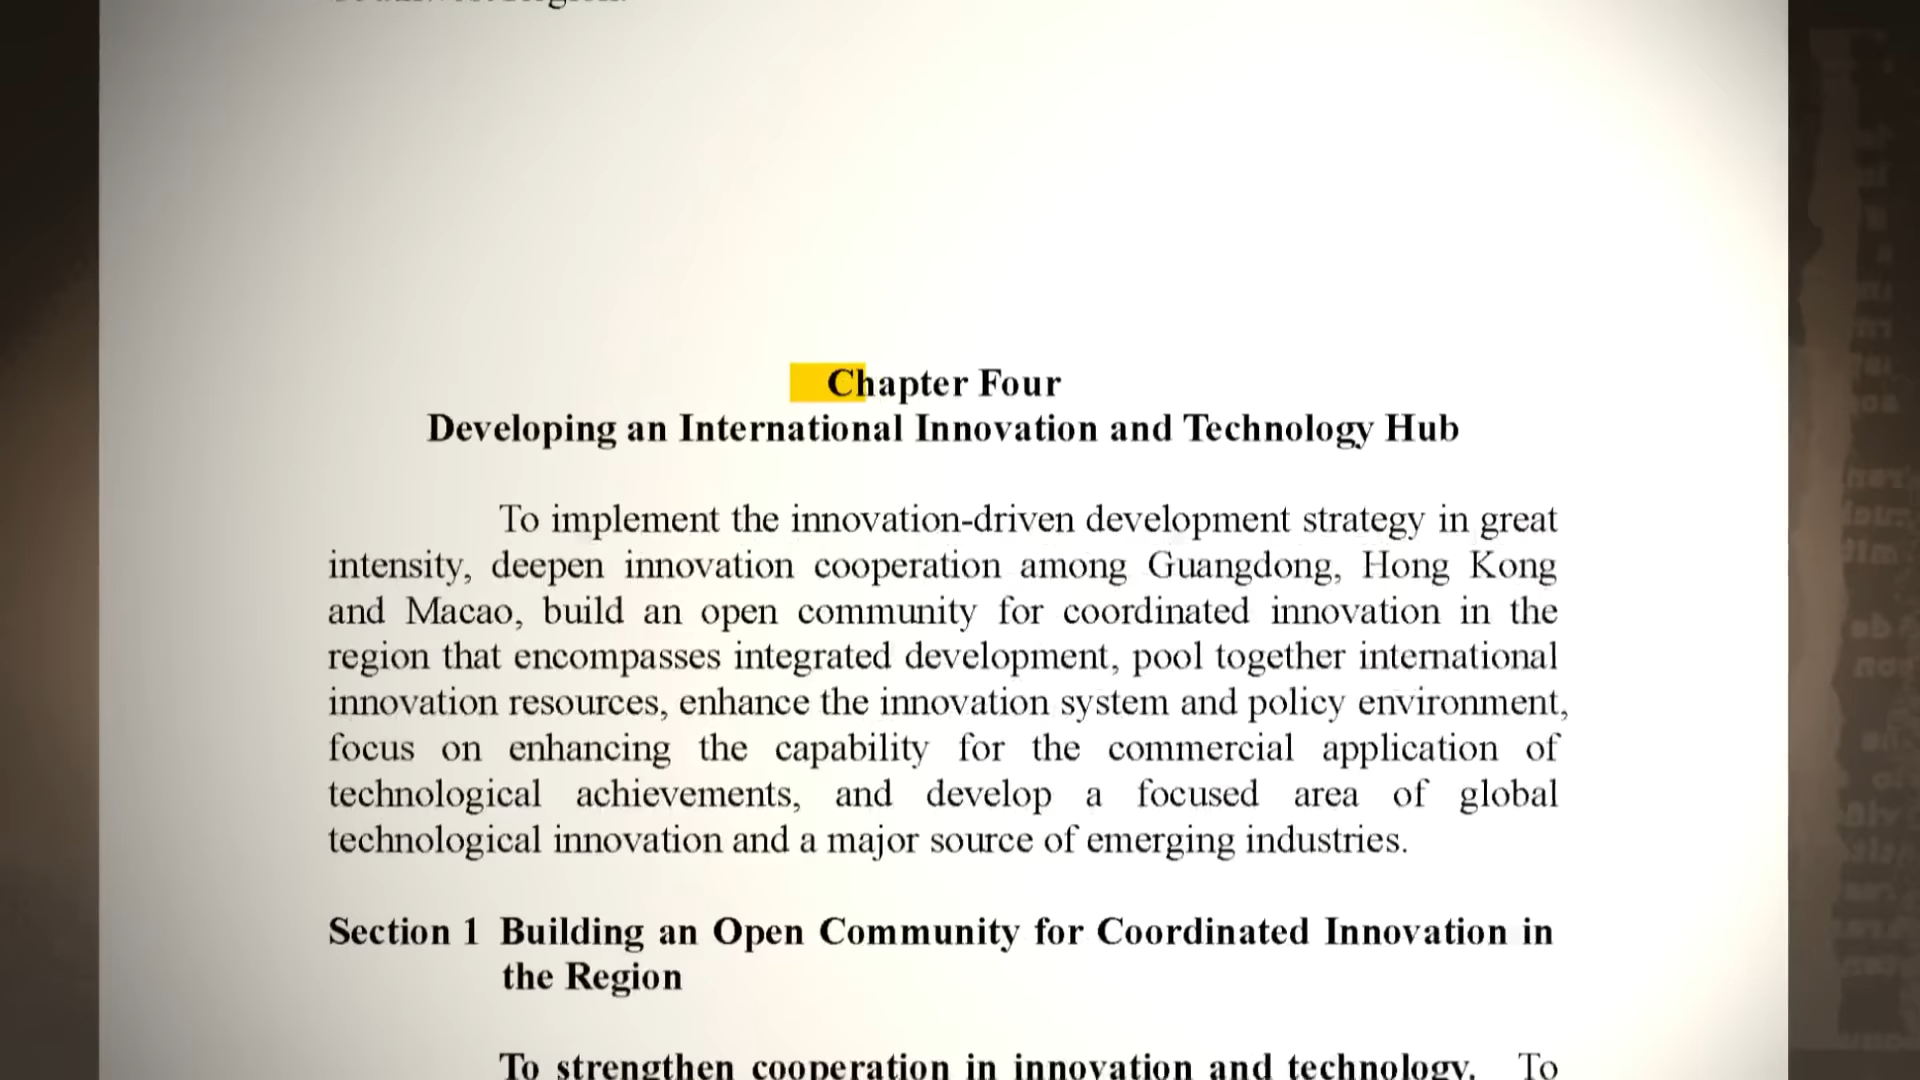 Chapter Four
Developing an International Innovation and Technology Hub
To implement the innovation-driven development strategy in great
intensity, deepen innovation cooperation among Guangdong, Hong Kong
and Macao, build an open community for coordinated innovation in the
region that encompasses integrated development, pool together international
innovation resources, enhance the innovation system and policy environment,
focus on enhancing the capability for the commercial application of
technological achievements, and develop a focused area of global
technological innovation and a major source of emerging industries.
Section 1 Building an Open Community for Coordinated Innovation in
the Region
To strengthen cooperation in innovation and technology. To